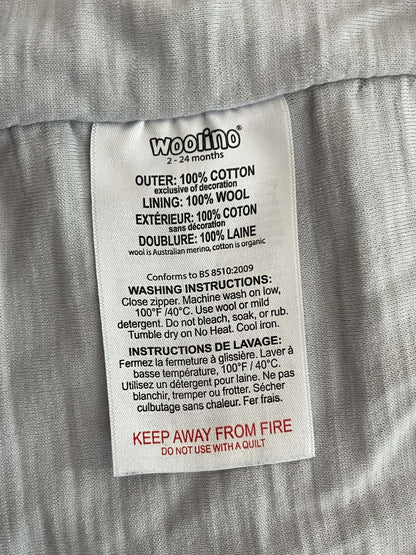 woolino®
2 - 24 months
OUTER: 100% COTTON
exclusive of decoration
LINING: 100% WOOL
EXTÉRIEUR: 100% COTON
sans décoration
DOUBLURE: 100% LAINE
wool is Australian merino, cotton is organic
Conforms to BS 8510:2009
WASHING INSTRUCTIONS:
Close zipper. Machine wash on low,
100°F /40°C. Use wool or mild
detergent. Do not bleach, soak, or rub.
Tumble dry on No Heat. Cool iron.
INSTRUCTIONS DE LAVAGE:
Fermez la fermeture à glissière. Laver à
basse température, 100°F / 40°C.
Utilisez un détergent pour laine. Ne pas
blanchir, tremper ou frotter. Sécher
culbutage sans chaleur. Fer frais.
KEEP AWAY FROM FIRE
DO NOT USE WITH A QUILT